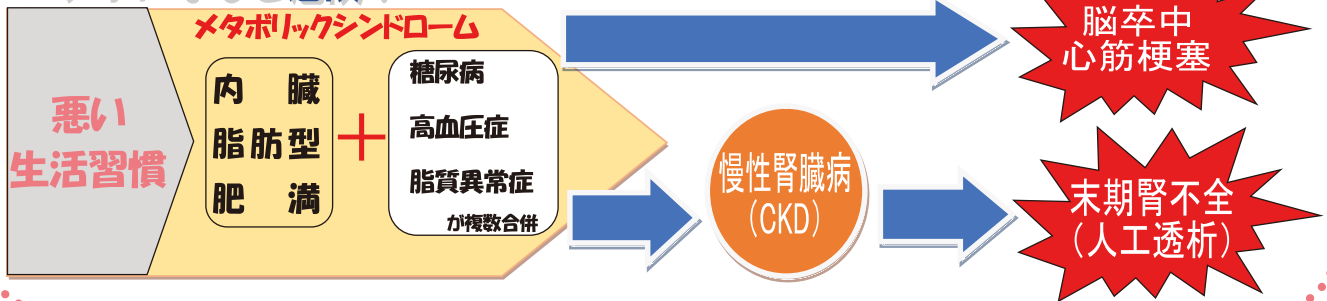 メタボリックシンドローム
悪い
生活習慣
内臓
脂肪型
肥満
＋
糖尿病
高血圧症
脂質異常症
が複数合併
脳卒中
心筋梗塞
慢性腎臓病
（CKD）
末期腎不全
（人工透析）